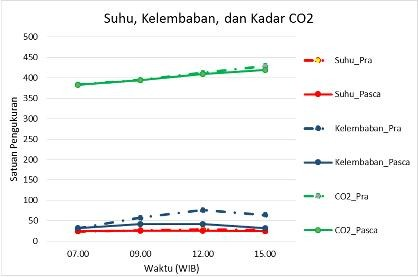 Suhu, Kelembaban, dan Kadar CO2
Satuan Pengukuran
500
450
400
350
300
250
200
150
100
50
0
07.00 09.00 12.00 15.00
Waktu (WIB)
Suhu_Pra
Suhu_Pasca
Kelembaban_Pra
Kelembaban_Pasca
CO2_Pra
CO2_Pasca